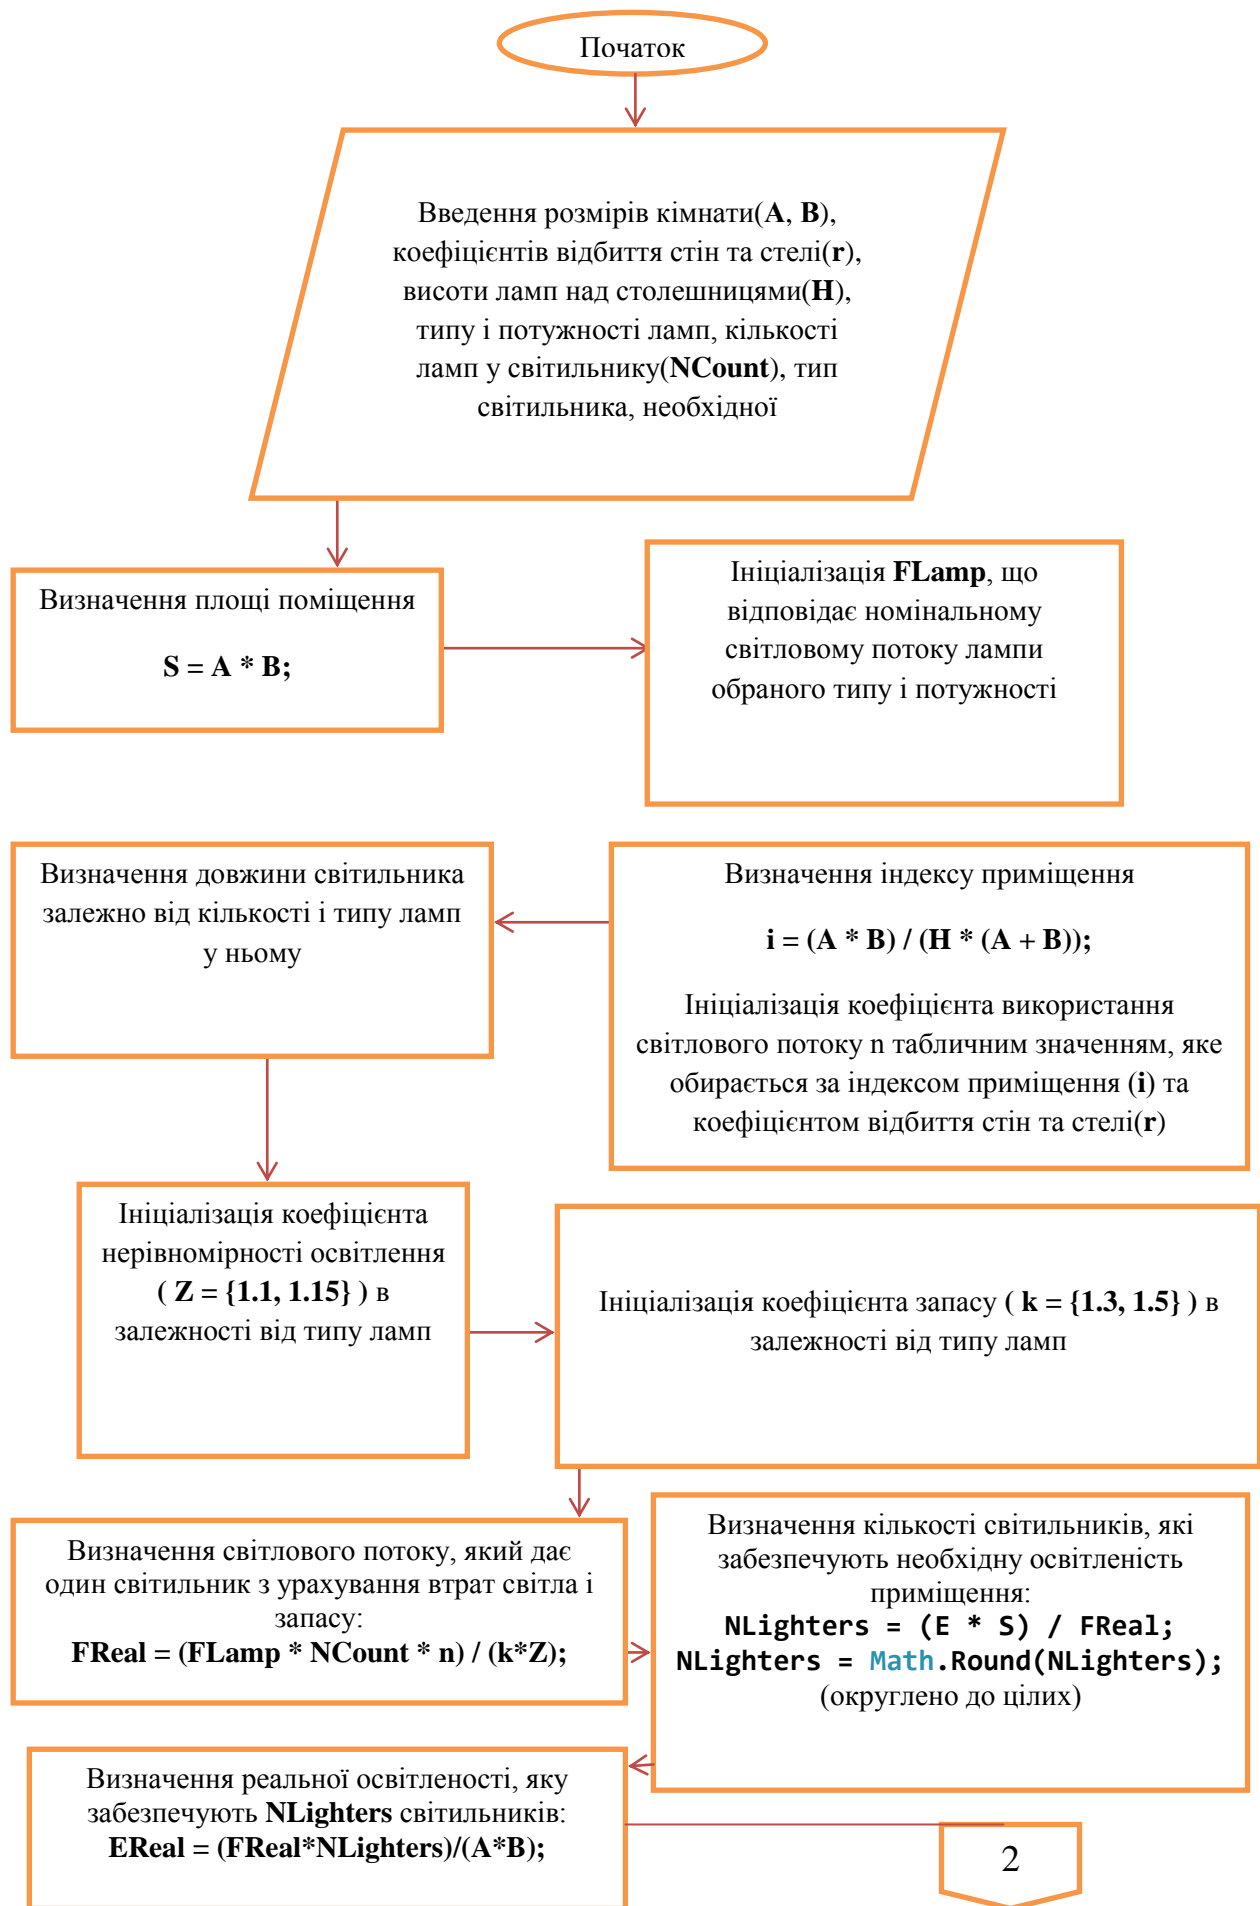 Початок
Введення розмірів кімнати(A, B),
коефіцієнтів відбиття стін та стелі(r),
висоти ламп над столешницями(H),
типу і потужності ламп, кількості
ламп у світильнику(NCount), тип
світильника, необхідної
Визначення площі поміщення
S = A * B;
Ініціалізація FLamp, що
відповідає номінальному
світловому потоку лампи
обраного типу і потужності
Визначення індексу приміщення
i = (A * B) / (H * (A + B));
Ініціалізація коефіцієнта використання
світлового потоку n табличним значенням, яке
обирається за індексом приміщення (i) та
коефіцієнтом відбиття стін та стелі(r)
Визначення довжини світильника
залежно від кількості і типу ламп
у ньому
Ініціалізація коефіцієнта
нерівномірності освітлення
( Z = {1.1, 1.15} ) в
залежності від типу ламп
Ініціалізація коефіцієнта запасу ( k = {1.3, 1.5} ) в
залежності від типу ламп
Визначення світлового потоку, який дає
один світильник з урахування втрат світла і
запасу:
FReal = (FLamp * NCount * n) / (k*Z);
Визначення кількості світильників, які
забезпечують необхідну освітленість
приміщення:
NLighters = (E * S) / FReal;
NLighters = Math.Round(NLighters);
(округлено до цілих)
Визначення реальної освітленості, яку
забезпечують NLighters світильників:
EReal = (FReal*NLighters)/(A*B);
2